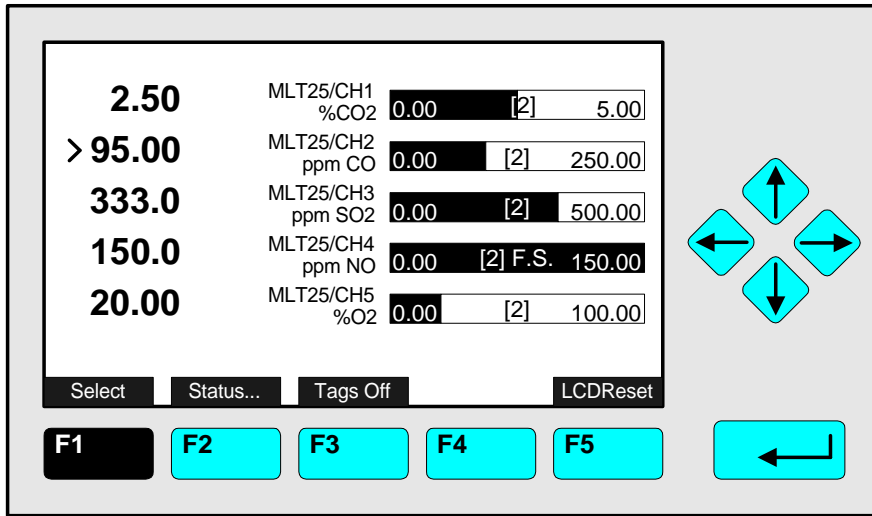 2.50 MLT25/CH1 %CO2 0.00 [2] 5.00
> 95.00 MLT25/CH2 ppm CO 0.00 [2] 250.00
333.0 MLT25/CH3 ppm SO2 0.00 [2] 500.00
150.0 MLT25/CH4 ppm NO 0.00 [2] F.S. 150.00
20.00 MLT25/CH5 %O2 0.00 [2] 100.00
Select Status... Tags Off LCDReset
F1 F2 F3 F4 F5